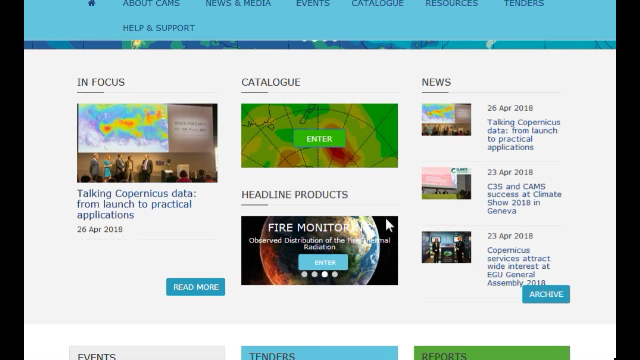 ABOUT CAMS NEWS & MEDIA EVENTS CATALOGUE RESOURCES TENDERS
HELP & SUPPORT
IN FOCUS
Talking Copernicus data:
from launch to practical
applications
26 Apr 2018
READ MORE
CATALOGUE
ENTER
HEADLINE PRODUCTS
FIRE MONITORING
Observed Distribution of the Fire Thermal
Radiation
ENTER
NEWS
26 Apr 2018
Talking Copernicus
data: from launch
to practical
applications
23 Apr 2018
C3S and CAMS
success at Climate
Show 2018 in
Geneva
23 Apr 2018
Copernicus
services attract
wide interest at
EGU General
Assembly 2018
ARCHIVE
EVENTS
TENDERS
REPORTS